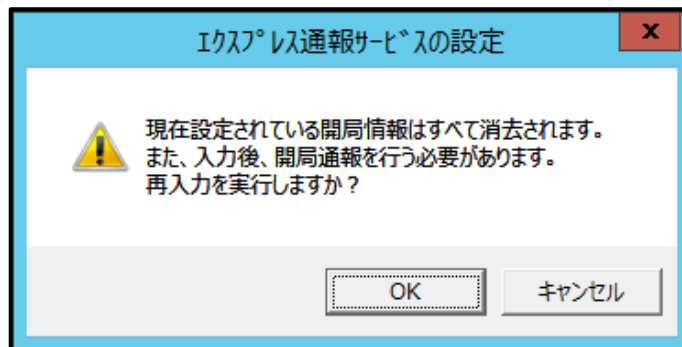 ｴｸｽﾌﾟﾚｽ通報ｻｰﾋﾞｽの設定
x
現在設定されている開局情報はすべて消去されます。
また、入力後、開局通報を行う必要があります。
再入力を実行しますか？
OK
キャンセル